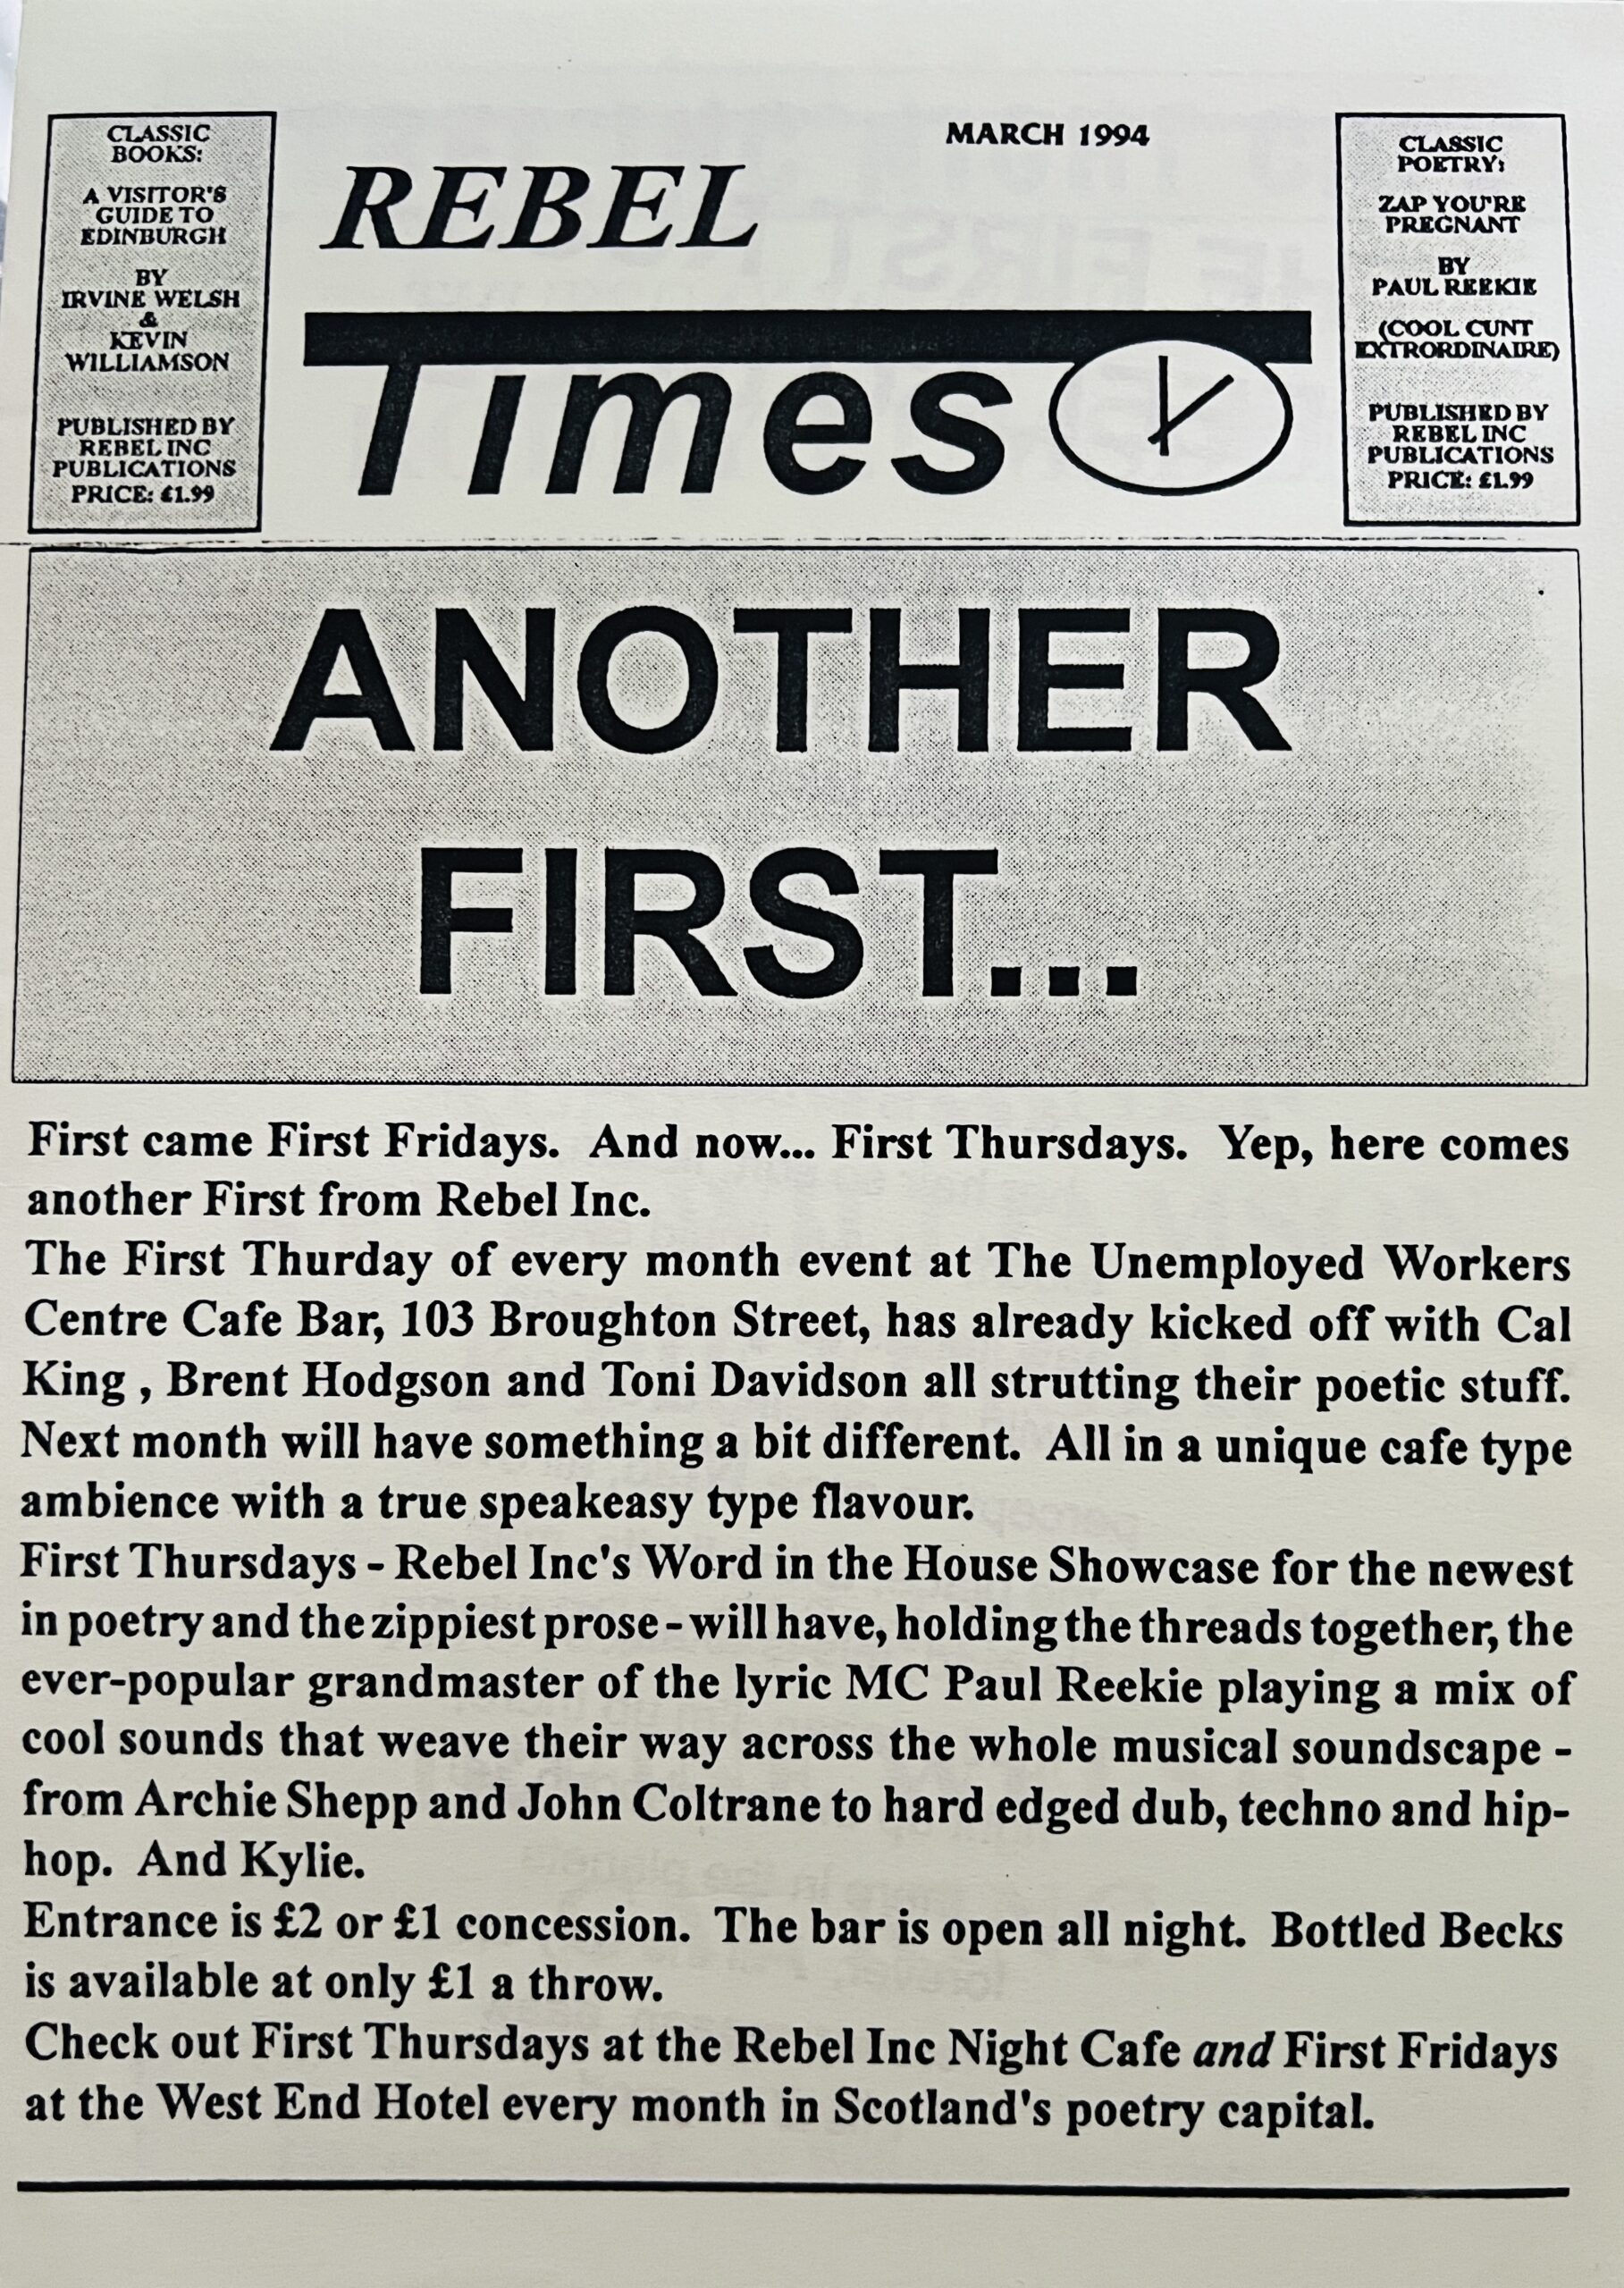 CLASSIC
BOOKS:
A VISITOR'S
GUIDE TO
EDINBURGH
BY
IRVINE WELSH
&
KEVIN
WILLIAMSON
PUBLISHED BY
REBEL INC
PUBLICATIONS
PRICE: £1.99
MARCH 1994
REBEL
Times
CLASSIC
POETRY:
ZAP YOU'RE
PREGNANT
BY
PAUL REEKIE
(COOL CUNT
EXTRORDINAIRE)
PUBLISHED BY
REBEL INC
PUBLICATIONS
PRICE: £1.99
ANOTHER
FIRST...
First came First Fridays. And now... First Thursdays. Yep, here comes
another First from Rebel Inc.
The First Thurday of every month event at The Unemployed Workers
Centre Cafe Bar, 103 Broughton Street, has already kicked off with Cal
King , Brent Hodgson and Toni Davidson all strutting their poetic stuff.
Next month will have something a bit different. All in a unique cafe type
ambience with a true speakeasy type flavour.
First Thursdays - Rebel Inc's Word in the House Showcase for the newest
in poetry and the zippiest prose - will have, holding the threads together, the
ever-popular grandmaster of the lyric MC Paul Reekie playing a mix of
cool sounds that weave their way across the whole musical soundscape -
from Archie Shepp and John Coltrane to hard edged dub, techno and hip-
hop. And Kylie.
Entrance is £2 or £1 concession. The bar is open all night. Bottled Becks
is available at only £1 a throw.
Check out First Thursdays at the Rebel Inc Night Cafe and First Fridays
at the West End Hotel every month in Scotland's poetry capital.